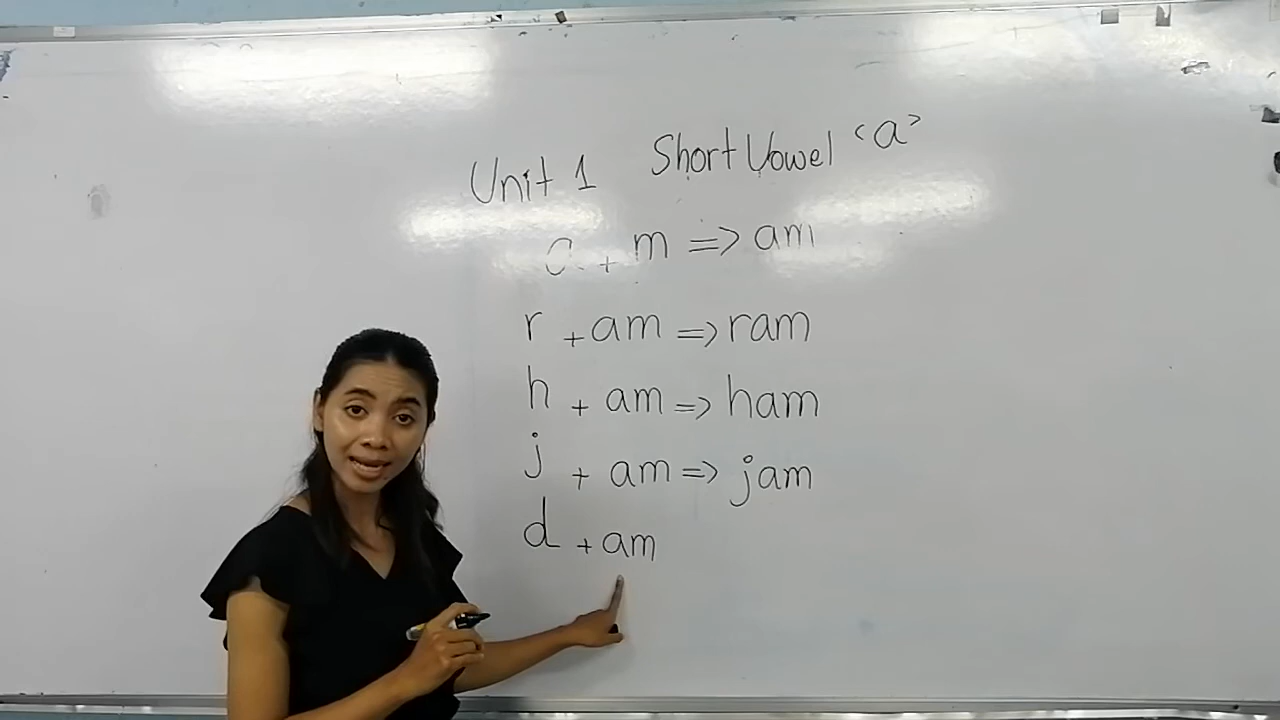 Unit 1 Short Vowel ‹a›
a + m => am
r + am => ram
h + am => ham
j + am => jam
d + am